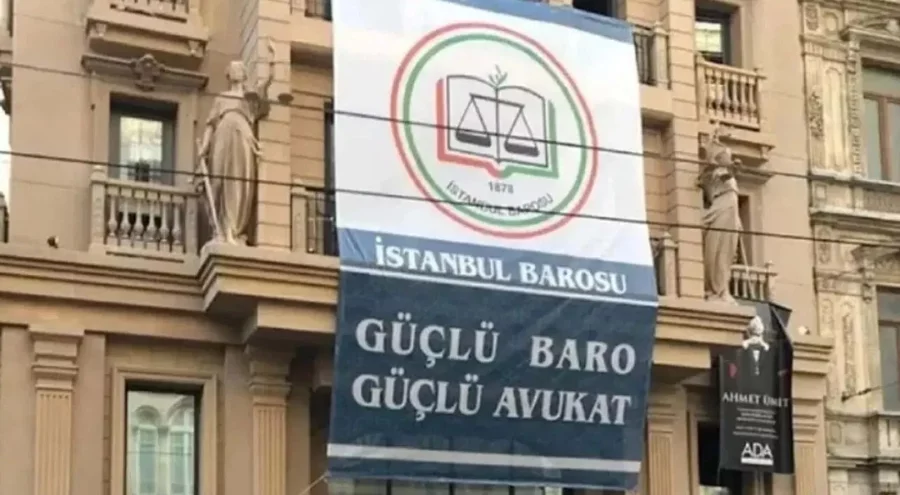 1878
İSTANBUL BAROSU
İSTANBUL BAROSU
GÜÇLÜ BARO
GÜÇLÜ AVUKAT
AHMET ÜMİT
ADA